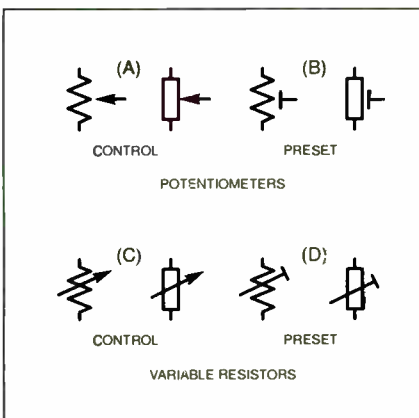 (A) (B)
CONTROL PRESET
POTENTIOMETERS
(C) (D)
CONTROL PRESET
VARIABLE RESISTORS